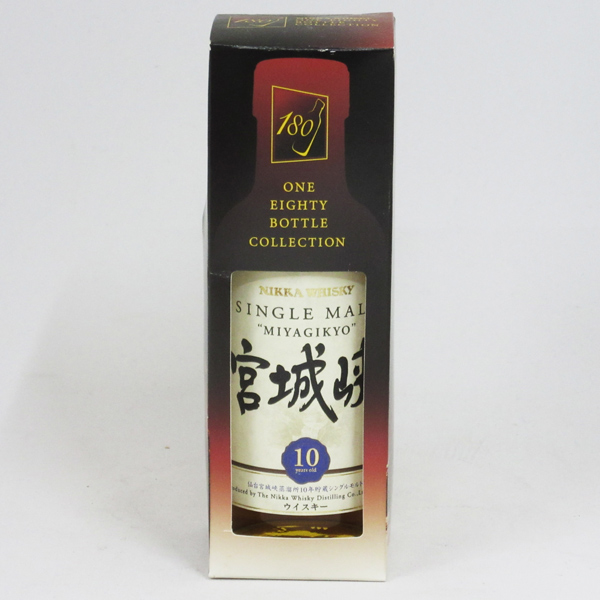 180
ONE
EIGHTY
BOTTLE
COLLECTION
NIKKA WHISKY
SINGLE MAL
"MIYAGIKYO"
宮城峡
10
years old
仙台宮城峡蒸溜所10年貯蔵シングルモルト
oduced by The Nikka Whisky Distilling Co.,
ウイスキー